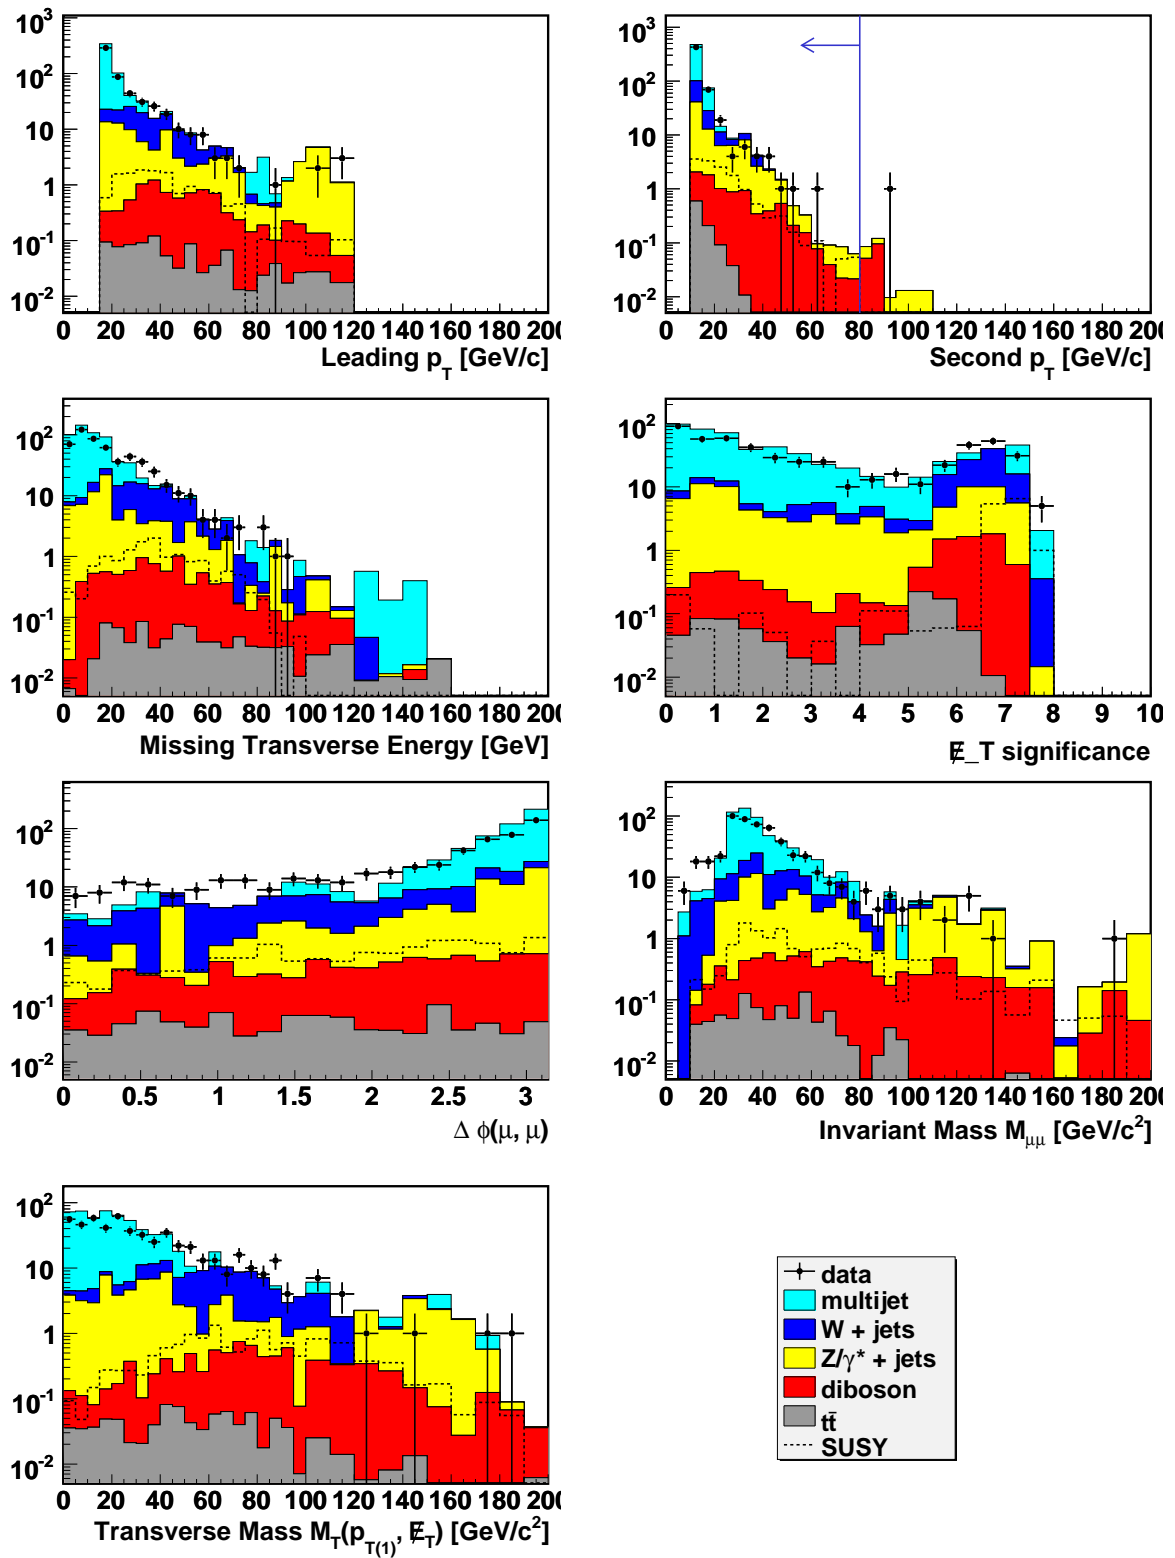 10³
10²
10
1
10⁻¹
10⁻²
0 20 40 60 80 100 120 140 160 180 200
Leading p_T [GeV/c]
10³
10²
10
1
10⁻¹
10⁻²
0 20 40 60 80 100 120 140 160 180 200
Second p_T [GeV/c]
10²
10
1
10⁻¹
10⁻²
0 20 40 60 80 100 120 140 160 180 200
Missing Transverse Energy [GeV]
10²
10
1
10⁻¹
10⁻²
0 1 2 3 4 5 6 7 8 9 10
E̸_T significance
10²
10
1
10⁻¹
10⁻²
0 0.5 1 1.5 2 2.5 3
Δ ϕ(μ, μ)
10²
10
1
10⁻¹
10⁻²
0 20 40 60 80 100 120 140 160 180 200
Invariant Mass M_μμ [GeV/c²]
10²
10
1
10⁻¹
10⁻²
0 20 40 60 80 100 120 140 160 180 200
Transverse Mass M_T(p_T(1), E̸_T) [GeV/c²]
data
multijet
W + jets
Z/γ* + jets
diboson
tt̄
SUSY